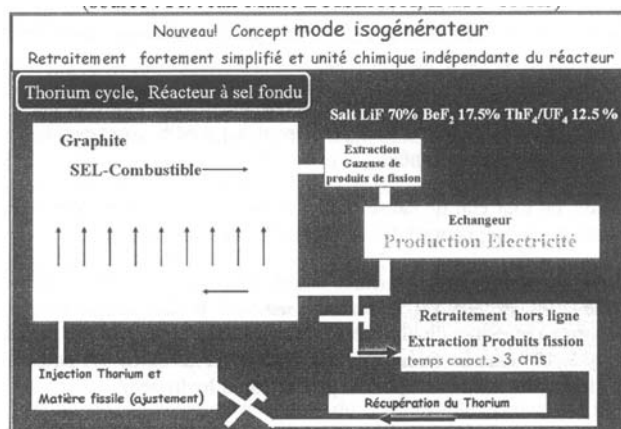 Nouveau! Concept mode isogénérateur
Retraitement fortement simplifié et unité chimique indépendante du réacteur
Thorium cycle, Réacteur à sel fondu
Salt LiF 70% BeF₂ 17.5% ThF₄/UF₄ 12.5 %
Graphite
SEL-Combustible
Extraction
Gazeuse de
produits de fission
Echangeur
Production Electricité
Retraitement hors ligne
Extraction Produits fission
temps caract. > 3 ans
Injection Thorium et
Matière fissile (ajustement)
Récupération du Thorium